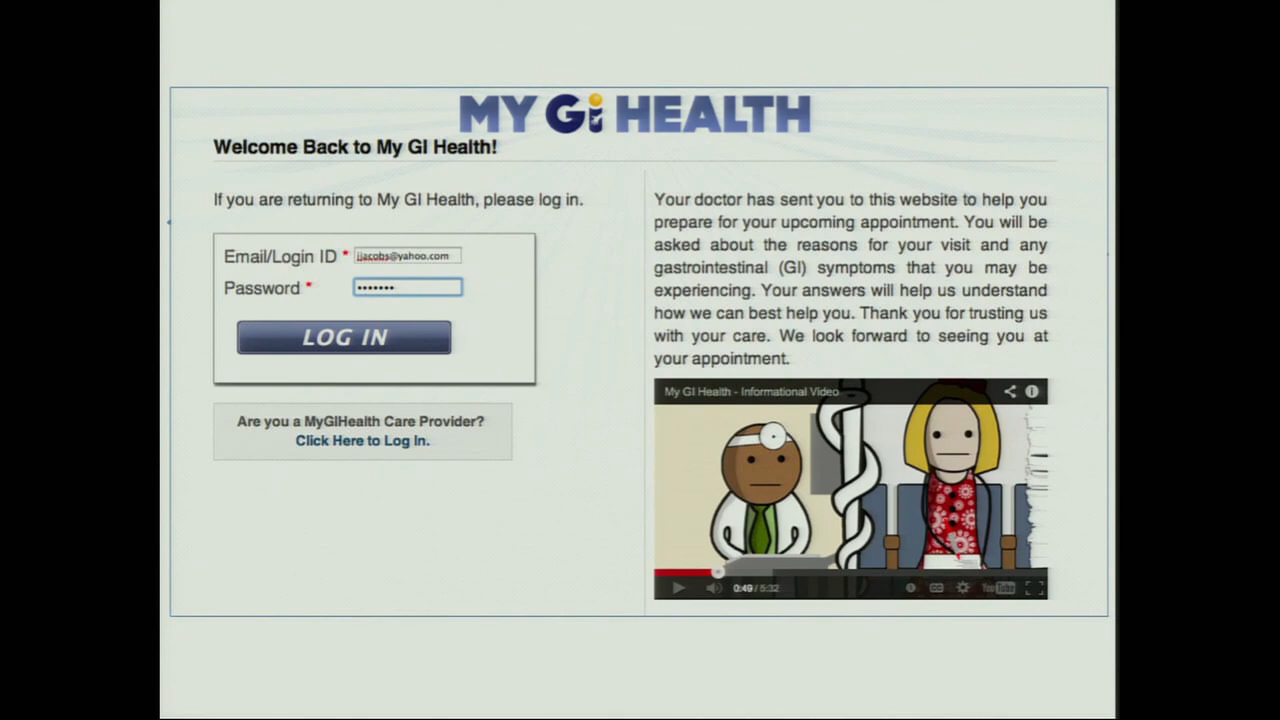 MY Gi HEALTH
Welcome Back to My GI Health!
If you are returning to My GI Health, please log in.
Email/Login ID * jjacobs@yahoo.com
Password * •••••••
LOG IN
Are you a MyGIHealth Care Provider?
Click Here to Log In.
Your doctor has sent you to this website to help you
prepare for your upcoming appointment. You will be
asked about the reasons for your visit and any
gastrointestinal (GI) symptoms that you may be
experiencing. Your answers will help us understand
how we can best help you. Thank you for trusting us
with your care. We look forward to seeing you at
your appointment.
My GI Health - Informational Video
0:49 / 5:32
CC
YouTube